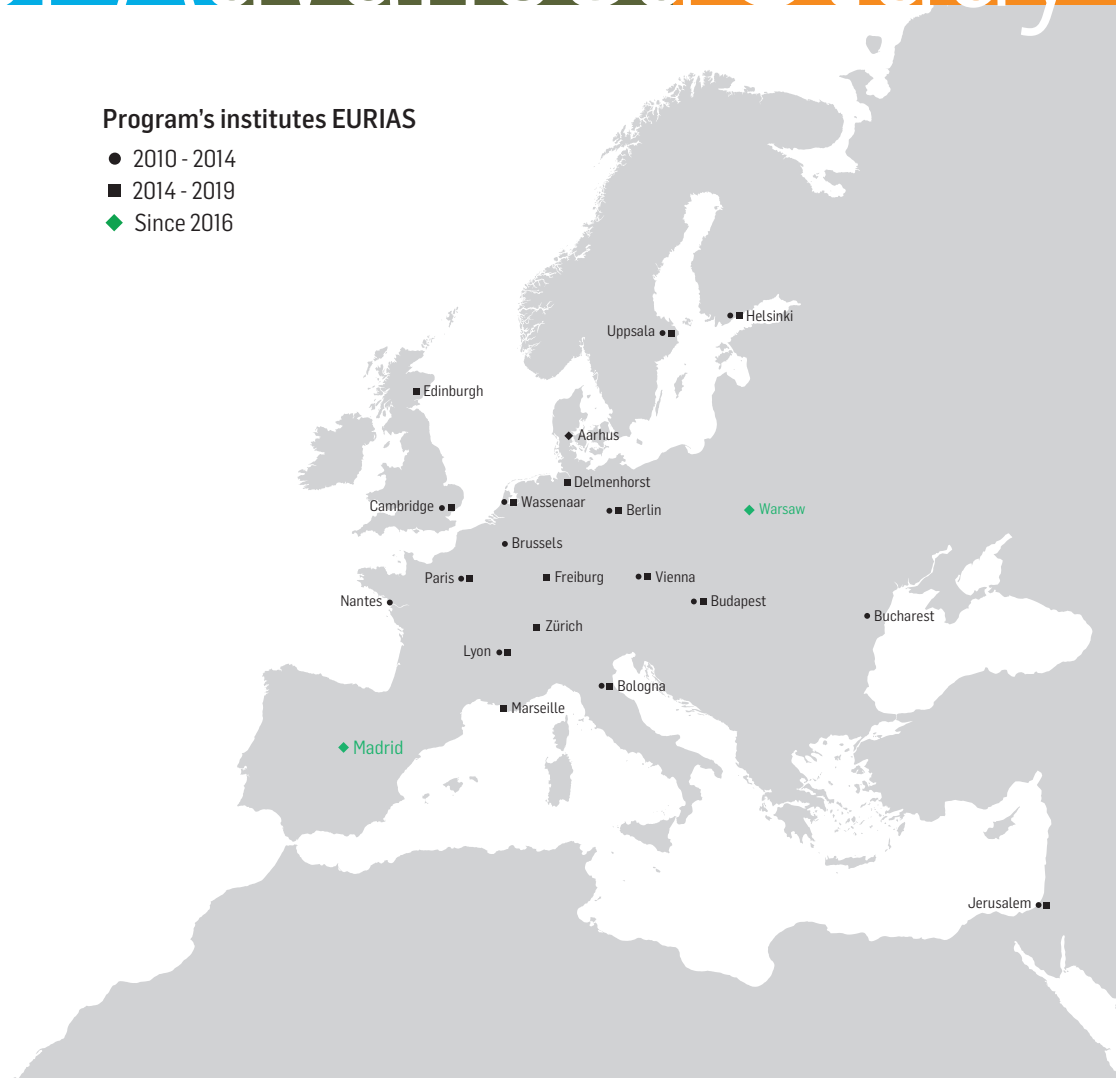 Program's institutes EURIAS
2010 - 2014
2014 - 2019
Since 2016
Helsinki
Uppsala
Edinburgh
Aarhus
Delmenhorst
Wassenaar
Cambridge
Berlin
Warsaw
Brussels
Paris
Freiburg
Vienna
Nantes
Budapest
Bucharest
Zürich
Lyon
Bologna
Marseille
Madrid
Jerusalem